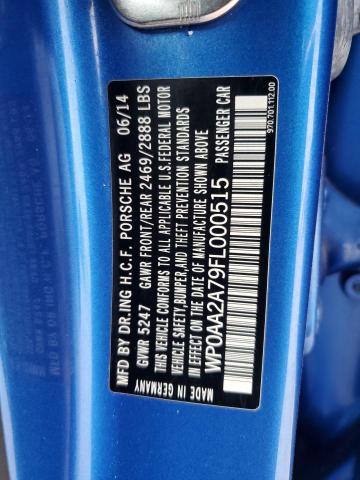 MFD BY DR.ING H.C.F. PORSCHE AG 06/14
GVWR 5247 GAWR FRONT/REAR 2469/2888 LBS
THIS VEHICLE CONFORMS TO ALL APPLICABLE U.S.FEDERAL MOTOR
VEHICLE SAFETY,BUMPER,AND THEFT PREVENTION STANDARDS
IN EFFECT ON THE DATE OF MANUFACTURE SHOWN ABOVE.
WP0AA2A79FL000515 PASSENGER CAR
MADE IN GERMANY
970.701.112.00